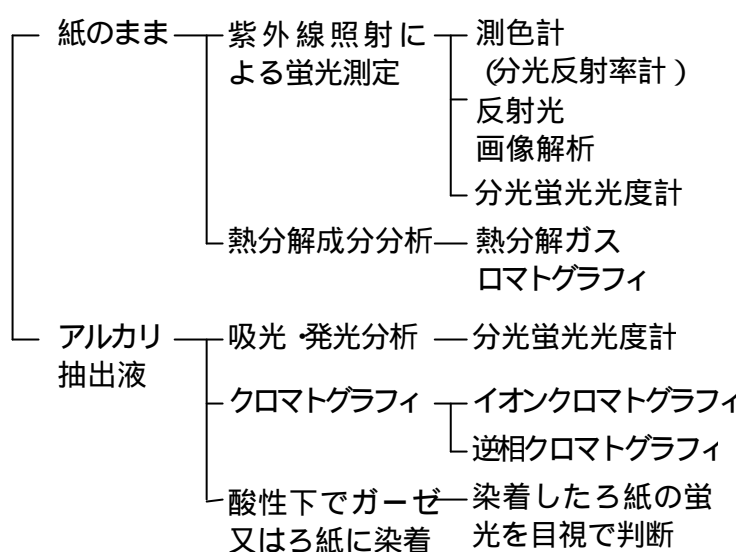 紙のまま
紫外線照射に
よる蛍光測定
測色計
(分光反射率計)
反射光
画像解析
分光蛍光光度計
熱分解成分分析
熱分解ガス
ロマトグラフィ
アルカリ
抽出液
吸光・発光分析
分光蛍光光度計
クロマトグラフィ
イオンクロマトグラフィ
逆相クロマトグラフィ
酸性下でガーゼ
又はろ紙に染着
染着したろ紙の蛍
光を目視で判断